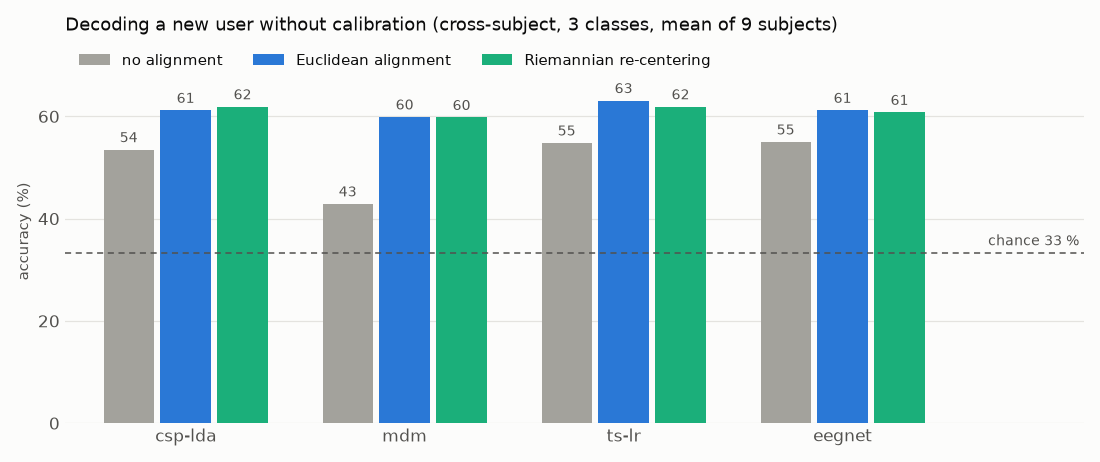 Decoding a new user without calibration (cross-subject, 3 classes, mean of 9 subjects)
no alignment Euclidean alignment Riemannian re-centering
accuracy (%)
60
40
20
0
54 61 62
43 60 60
55 63 62
55 61 61
chance 33 %
csp-lda mdm ts-lr eegnet